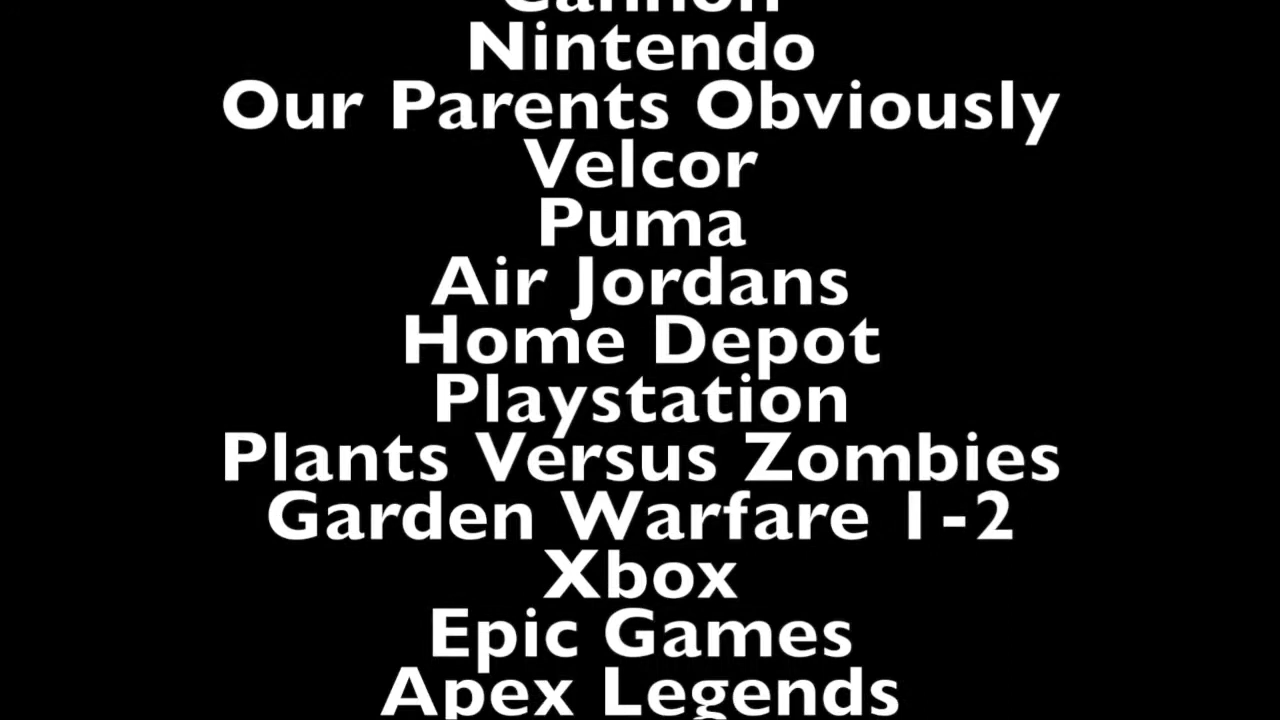 Cannon
Nintendo
Our Parents Obviously
Velcor
Puma
Air Jordans
Home Depot
Playstation
Plants Versus Zombies
Garden Warfare 1-2
Xbox
Epic Games
Apex Legends